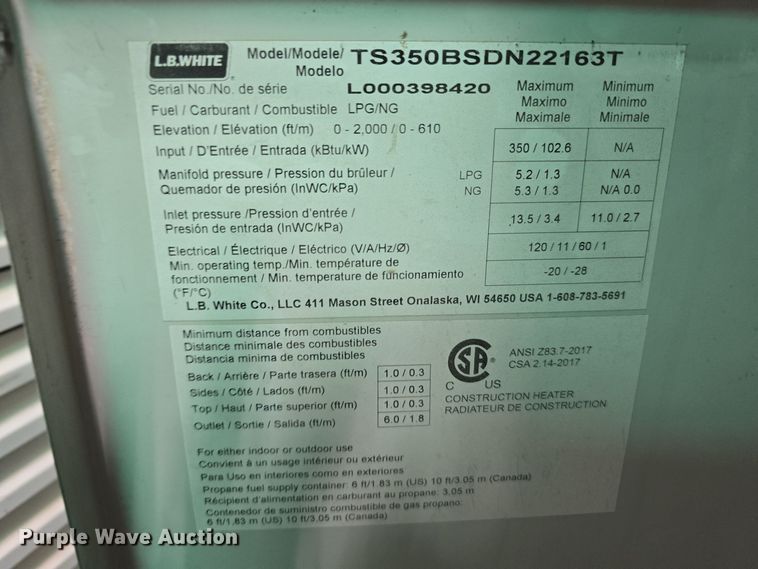 L.B.WHITE
Model/Modele/ TS350BSDN22163T
Modelo
Serial No./No. de série L000398420
Fuel / Carburant / Combustible LPG/NG
Elevation / Elévation (ft/m) 0 - 2,000 / 0 - 610
Maximum Minimum
Maximo Minimo
Maximale Minimale
Input / D'Entrée / Entrada (kBtu/kW) 350 / 102.6 N/A
Manifold pressure / Pression du brûleur / LPG 5.2 / 1.3 N/A
Quemador de presión (InWC/kPa) NG 5.3 / 1.3 N/A 0.0
Inlet pressure /Pression d'entrée / 13.5 / 3.4 11.0 / 2.7
Presión de entrada (InWC/kPa)
Electrical / Électrique / Eléctrico (V/A/Hz/Ø) 120 / 11 / 60 / 1
Min. operating temp./Min. température de
fonctionnement / Min. temperatura de funcionamiento -20 / -28
(°F/°C)
L.B. White Co., LLC 411 Mason Street Onalaska, WI 54650 USA 1-608-783-5691
Minimum distance from combustibles
Distance minimale des combustibles
Distancia minima de combustibles
Back / Arrière / Parte trasera (ft/m) 1.0 / 0.3
Sides / Côté / Lados (ft/m) 1.0 / 0.3
Top / Haut / Parte superior (ft/m) 1.0 / 0.3
Outlet / Sortie / Salida (ft/m) 6.0 / 1.8
CSA
C US
ANSI Z83.7-2017
CSA 2.14-2017
CONSTRUCTION HEATER
RADIATEUR DE CONSTRUCTION
For either indoor or outdoor use
Convient à un usage intérieur ou extérieur
Para Uso en interiores como en exteriores
Propane fuel supply container: 6 ft/1.83 m (US) 10 ft/3.05 m (Canada)
Récipient d'alimentation en carburant au propane: 3.05 m
Contenedor de suministro combustible de gas propano:
6 ft/1.83 m (US) 10 ft/3.05 m (Canada)
Purple Wave Auction